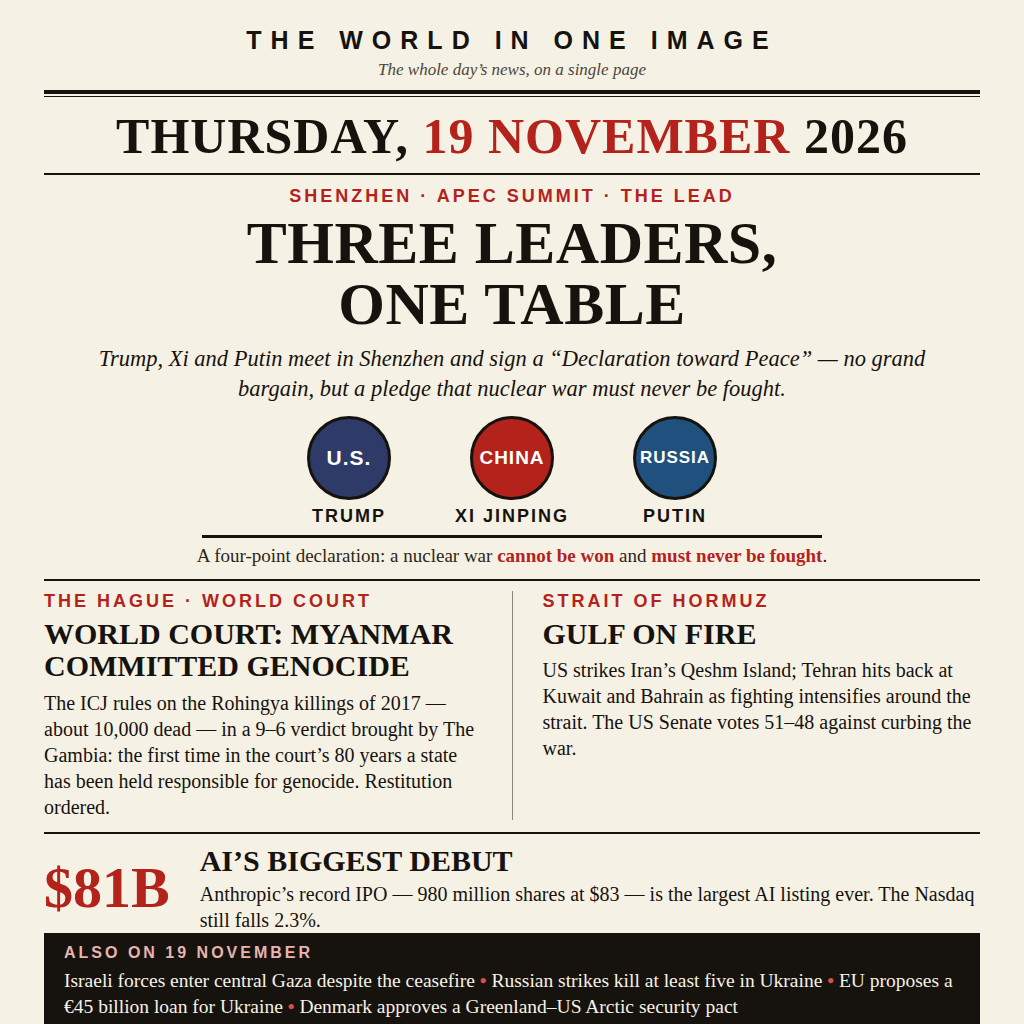 THE WORLD IN ONE IMAGE
The whole day’s news, on a single page
THURSDAY, 19 NOVEMBER 2026
SHENZHEN · APEC SUMMIT · THE LEAD
THREE LEADERS,
ONE TABLE
Trump, Xi and Putin meet in Shenzhen and sign a “Declaration toward Peace” — no grand
bargain, but a pledge that nuclear war must never be fought.
U.S.
CHINA
RUSSIA
TRUMP
XI JINPING
PUTIN
A four-point declaration: a nuclear war cannot be won and must never be fought.
THE HAGUE · WORLD COURT
WORLD COURT: MYANMAR
COMMITTED GENOCIDE
The ICJ rules on the Rohingya killings of 2017 —
about 10,000 dead — in a 9–6 verdict brought by The
Gambia: the first time in the court’s 80 years a state
has been held responsible for genocide. Restitution
ordered.
STRAIT OF HORMUZ
GULF ON FIRE
US strikes Iran’s Qeshm Island; Tehran hits back at
Kuwait and Bahrain as fighting intensifies around the
strait. The US Senate votes 51–48 against curbing the
war.
$81B
AI’S BIGGEST DEBUT
Anthropic’s record IPO — 980 million shares at $83 — is the largest AI listing ever. The Nasdaq
still falls 2.3%.
ALSO ON 19 NOVEMBER
Israeli forces enter central Gaza despite the ceasefire • Russian strikes kill at least five in Ukraine • EU proposes a
€45 billion loan for Ukraine • Denmark approves a Greenland–US Arctic security pact